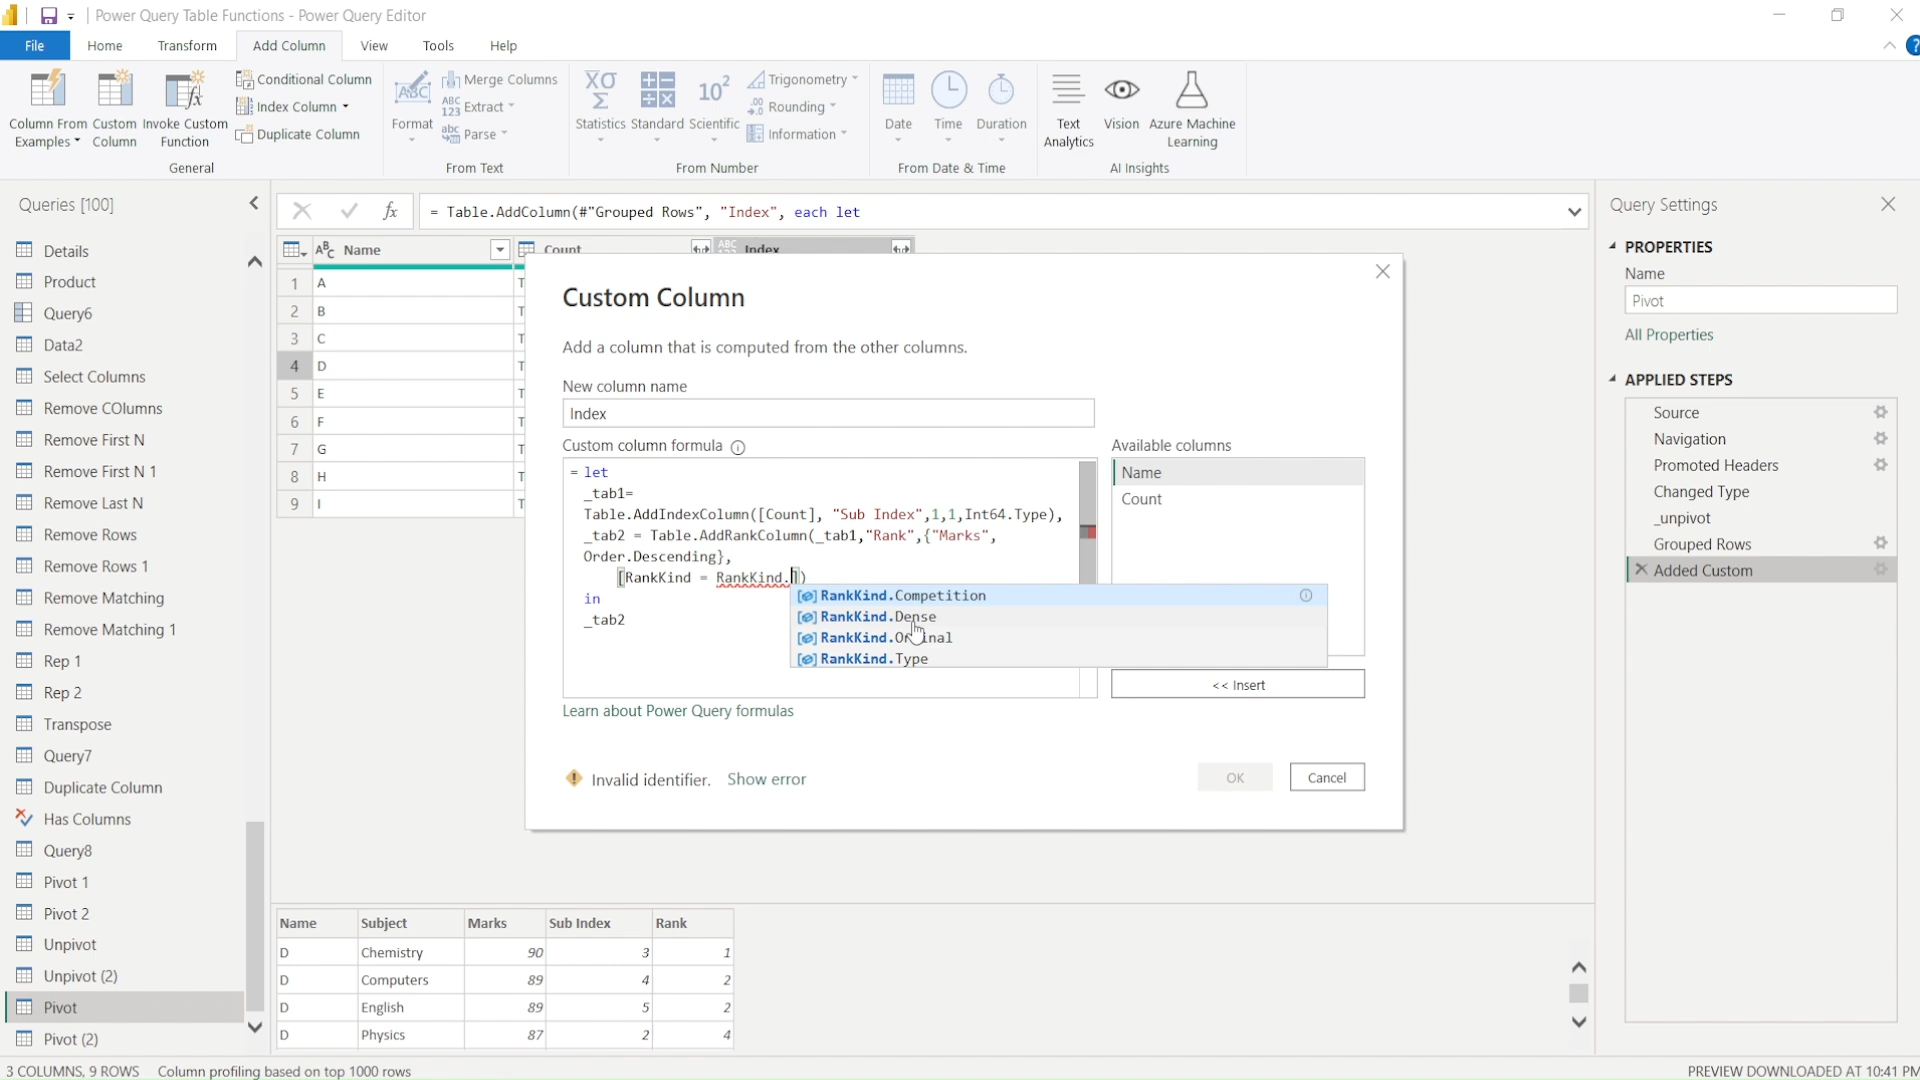 Power Query Table Functions - Power Query Editor
File
Home
Transform
Add Column
View
Tools
Help
Column From Examples
Custom Column
Invoke Custom Function
Conditional Column
Index Column
Duplicate Column
General
Format
Merge Columns
Extract
Parse
From Text
Statistics
Standard
Scientific
Trigonometry
Rounding
Information
From Number
Date
Time
Duration
From Date & Time
Text Analytics
Vision
Azure Machine Learning
AI Insights
Queries [100]
Details
Product
Query6
Data2
Select Columns
Remove COlumns
Remove First N
Remove First N 1
Remove Last N
Remove Rows
Remove Rows 1
Remove Matching
Remove Matching 1
Rep 1
Rep 2
Transpose
Query7
Duplicate Column
Has Columns
Query8
Pivot 1
Pivot 2
Unpivot
Unpivot (2)
Pivot
Pivot (2)
= Table.AddColumn(#"Grouped Rows", "Index", each let
Name Count Index
1 A
2 B
3 C
4 D
5 E
6 F
7 G
8 H
9 I
Custom Column
Add a column that is computed from the other columns.
New column name
Index
Custom column formula
= let
_tab1=
Table.AddIndexColumn([Count], "Sub Index",1,1,Int64.Type),
_tab2 = Table.AddRankColumn(_tab1,"Rank",{"Marks",
Order.Descending},
[RankKind = RankKind.])
in
_tab2
RankKind.Competition
RankKind.Dense
RankKind.Type
Available columns
Name
Count
<< Insert
Learn about Power Query formulas
Invalid identifier. Show error
OK
Cancel
Name Subject Marks Sub Index Rank
D Chemistry 90 3 1
D Computers 89 4 2
D English 89 5 2
D Physics 87 2 4
Query Settings
PROPERTIES
Name
Pivot
All Properties
APPLIED STEPS
Source
Navigation
Promoted Headers
Changed Type
_unpivot
Grouped Rows
Added Custom
3 COLUMNS, 9 ROWS Column profiling based on top 1000 rows
PREVIEW DOWNLOADED AT 10:41 PM